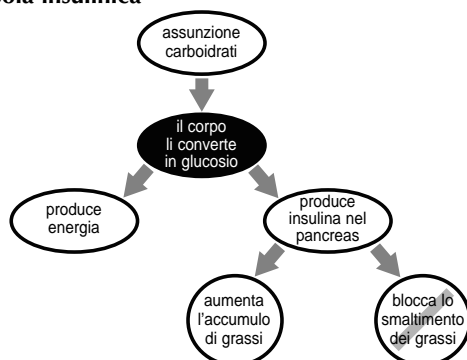 insulinica
assunzione
carboidrati
il corpo
li converte
in glucosio
produce
energia
produce
insulina nel
pancreas
aumenta
l'accumulo
di grassi
blocca lo
smaltimento
dei grassi